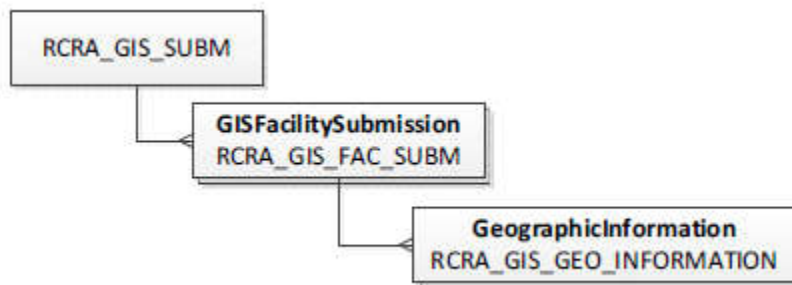 RCRA_GIS_SUBM
GISFacilitySubmission
RCRA_GIS_FAC_SUBM
GeographicInformation
RCRA_GIS_GEO_INFORMATION